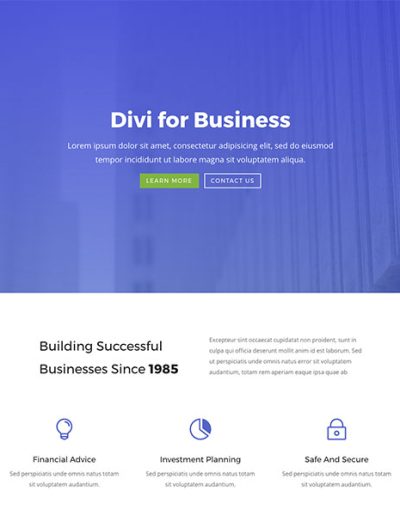 Divi for Business
Lorem ipsum dolor sit amet, consectetur adipisicing elit, sed do eiusmod
tempor incididunt ut labore magna sit voluptatem aliqua.
LEARN MORE
CONTACT US
Building Successful
Businesses Since 1985
Excepteur sint occaecat cupidatat non proident, sunt in
culpa qui officia deserunt mollit anim id est laborum. Sed
ut perspiciatis unde omnis iste natus error sit voluptatem
audantium, totam rem aperiam eaque ipsa quae ab
Financial Advice
Sed perspiciatis unde omnis natus totam
sit voluptatem audantium.
Investment Planning
Sed perspiciatis unde omnis natus totam
sit voluptatem audantium.
Safe And Secure
Sed perspiciatis unde omnis natus totam
sit voluptatem audantium.